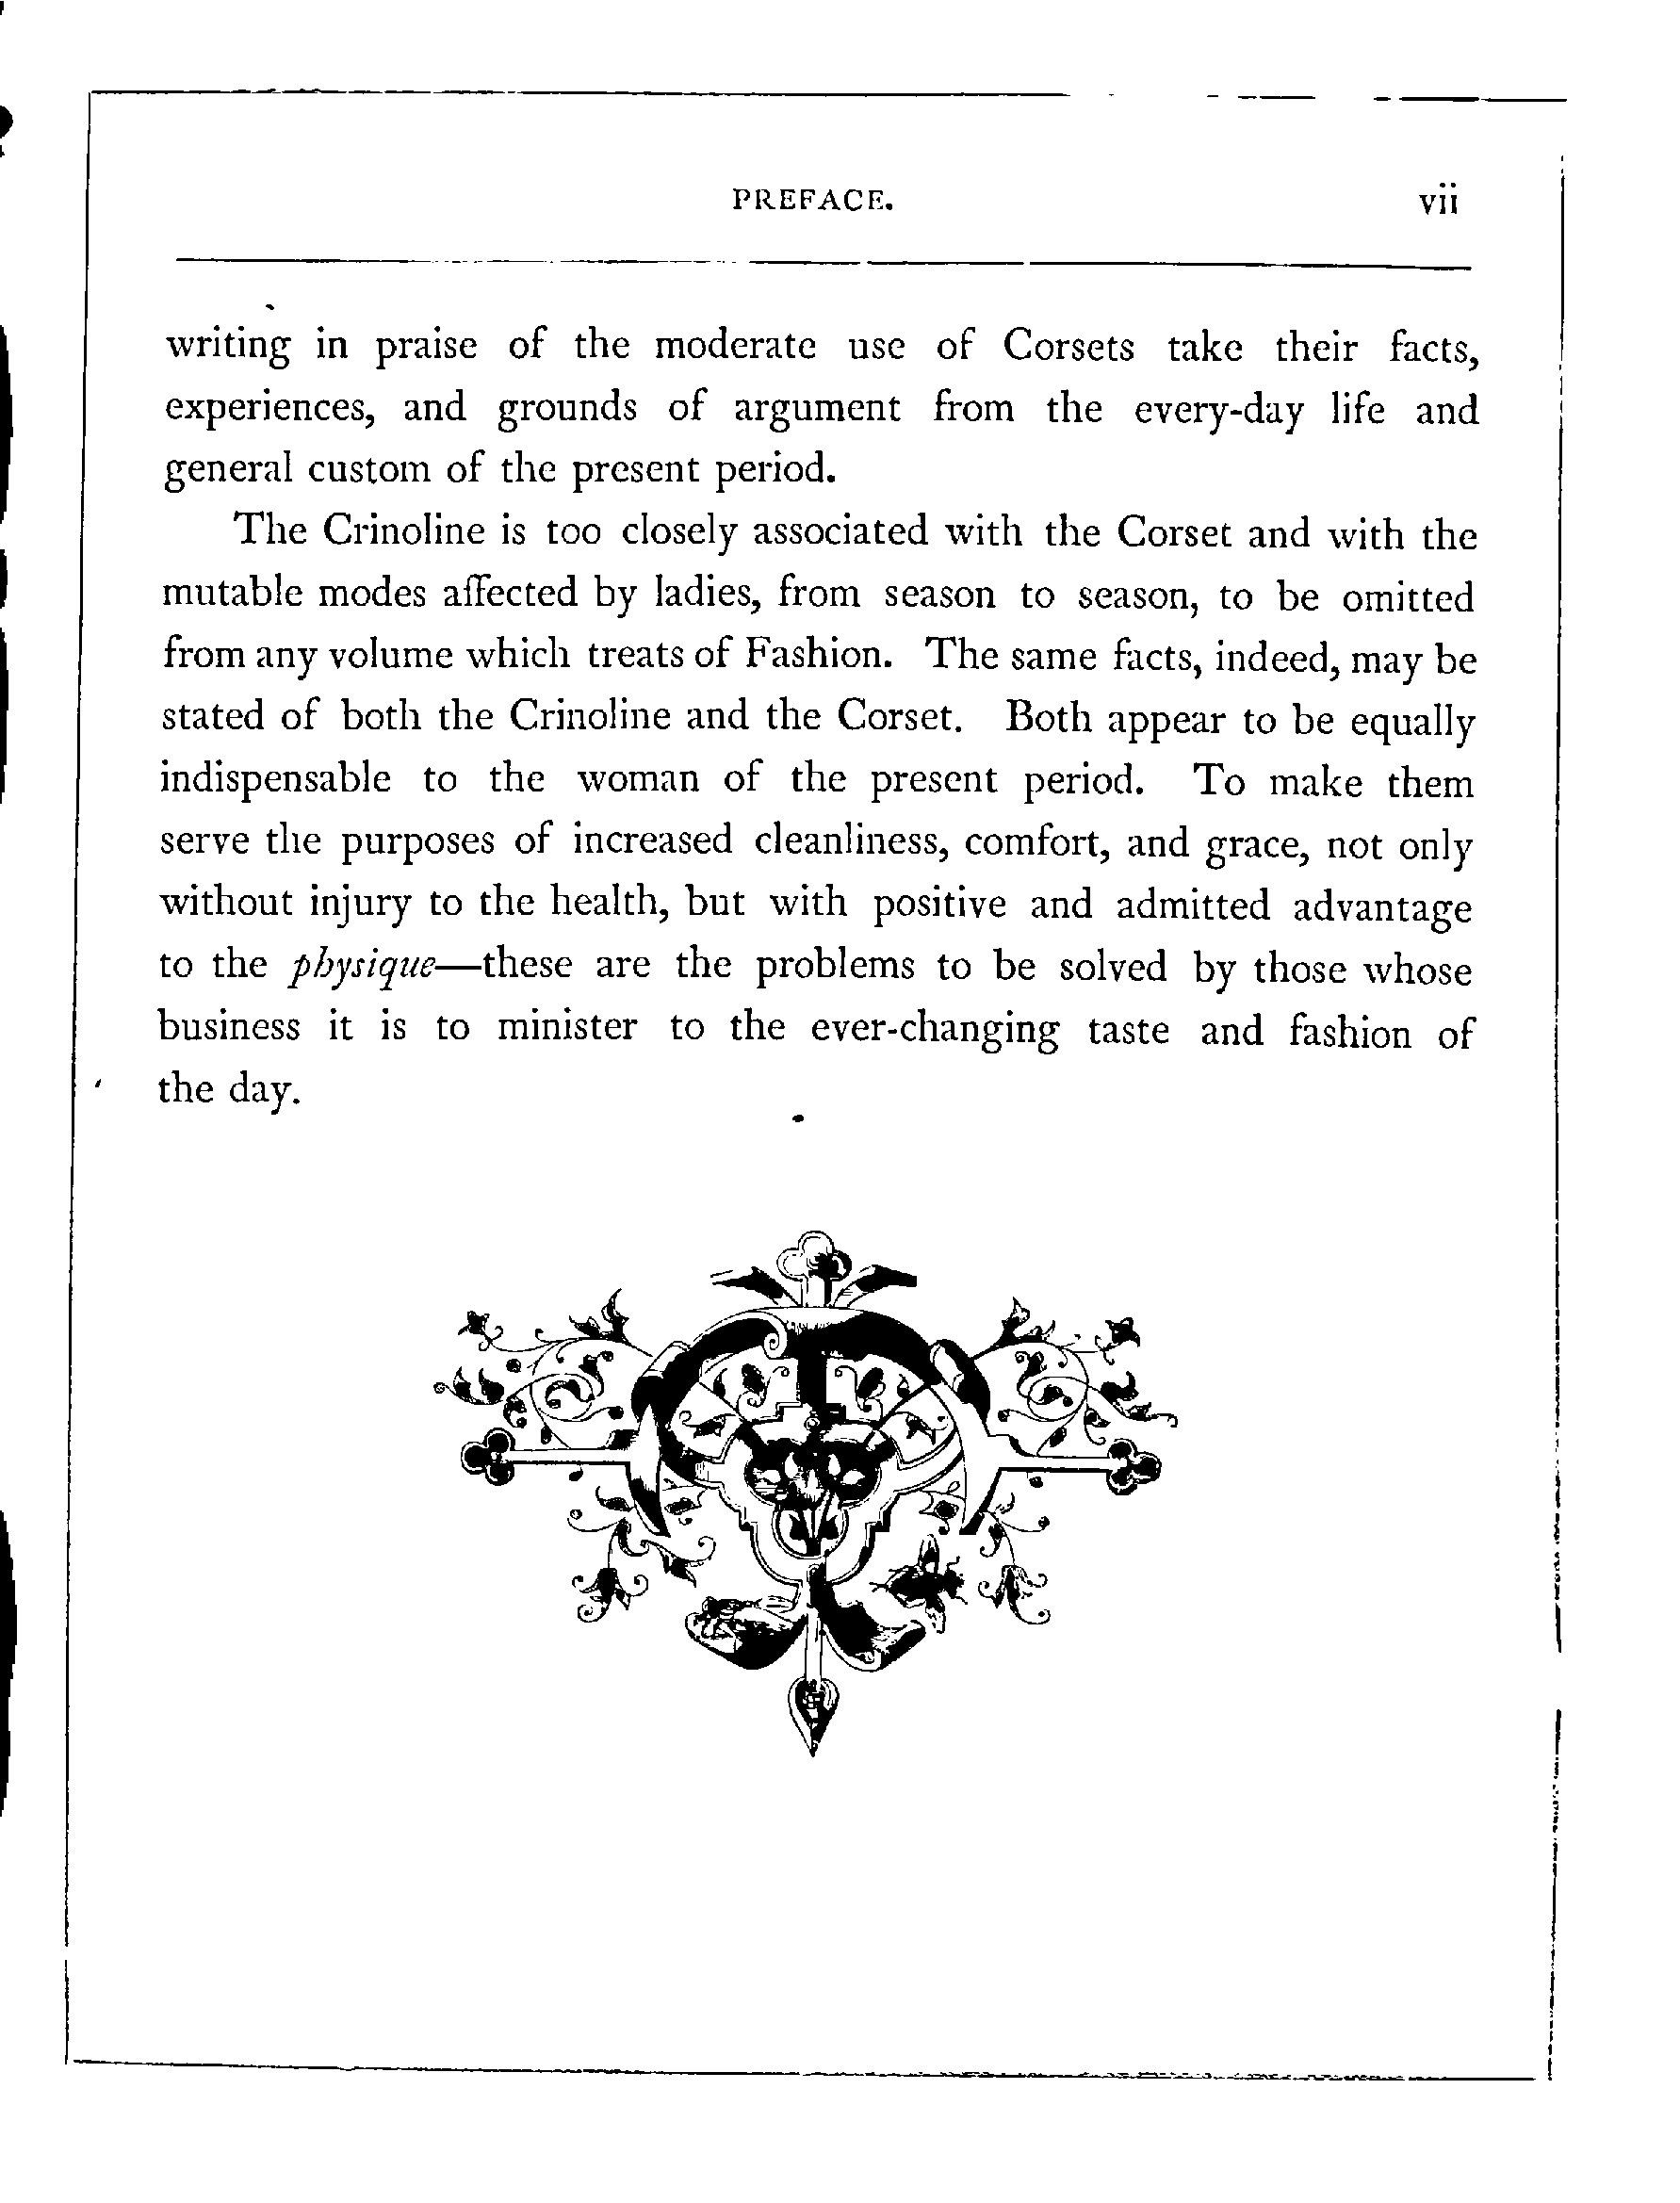 PREFACE. vii
writing in praise of the moderate use of Corsets take their facts,
experiences, and grounds of argument from the every-day life and
general custom of the present period.
The Crinoline is too closely associated with the Corset and with the
mutable modes affected by ladies, from season to season, to be omitted
from any volume which treats of Fashion. The same facts, indeed, may be
stated of both the Crinoline and the Corset. Both appear to be equally
indispensable to the woman of the present period. To make them
serve the purposes of increased cleanliness, comfort, and grace, not only
without injury to the health, but with positive and admitted advantage
to the physique—these are the problems to be solved by those whose
business it is to minister to the ever-changing taste and fashion of
the day.